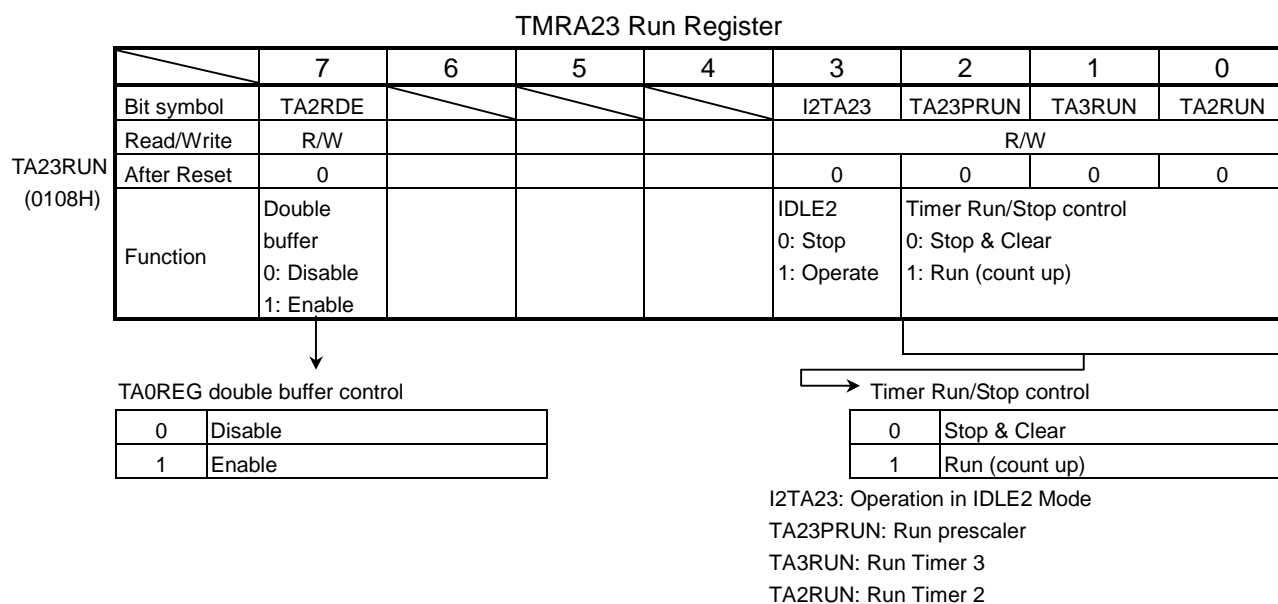 TMRA23 Run Register
7 6 5 4 3 2 1 0
Bit symbol TA2RDE I2TA23 TA23PRUN TA3RUN TA2RUN
Read/Write R/W R/W
TA23RUN
(0108H)
After Reset 0 0 0 0 0
Function
Double
buffer
0: Disable
1: Enable
IDLE2
0: Stop
1: Operate
Timer Run/Stop control
0: Stop & Clear
1: Run (count up)
TA0REG double buffer control
0 Disable
1 Enable
Timer Run/Stop control
0 Stop & Clear
1 Run (count up)
I2TA23: Operation in IDLE2 Mode
TA23PRUN: Run prescaler
TA3RUN: Run Timer 3
TA2RUN: Run Timer 2